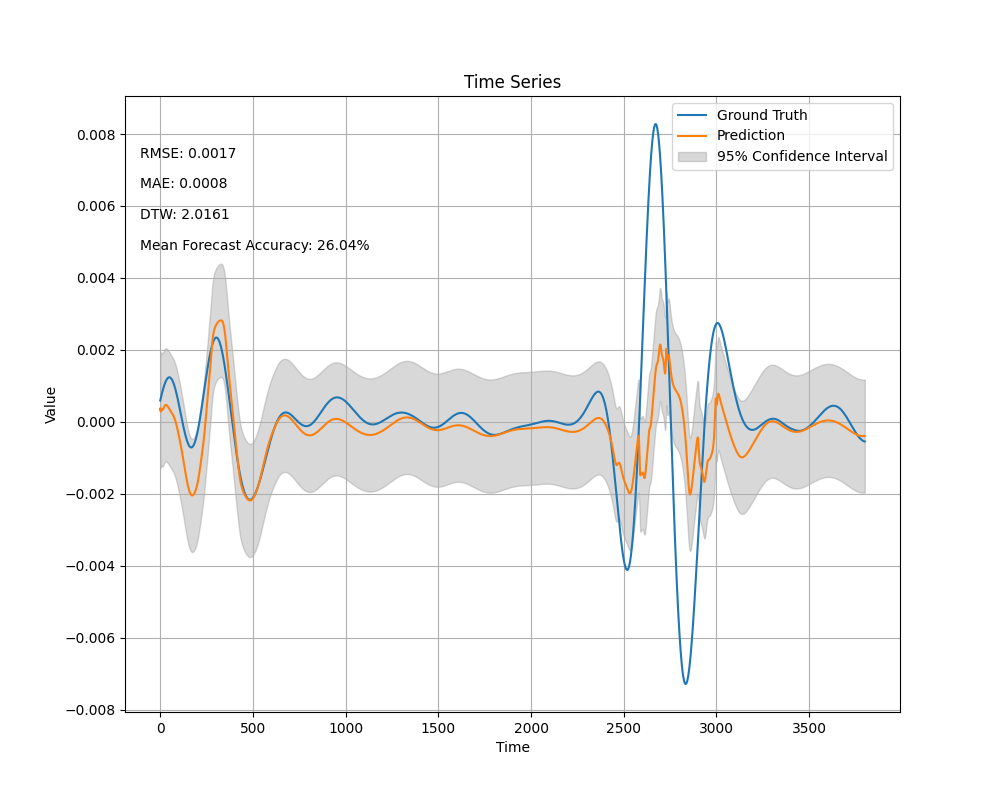 Time Series
Ground Truth
Prediction
95% Confidence Interval
RMSE: 0.0017
MAE: 0.0008
DTW: 2.0161
Mean Forecast Accuracy: 26.04%
Value
0.008
0.006
0.004
0.002
0.000
−0.002
−0.004
−0.006
−0.008
0 500 1000 1500 2000 2500 3000 3500
Time